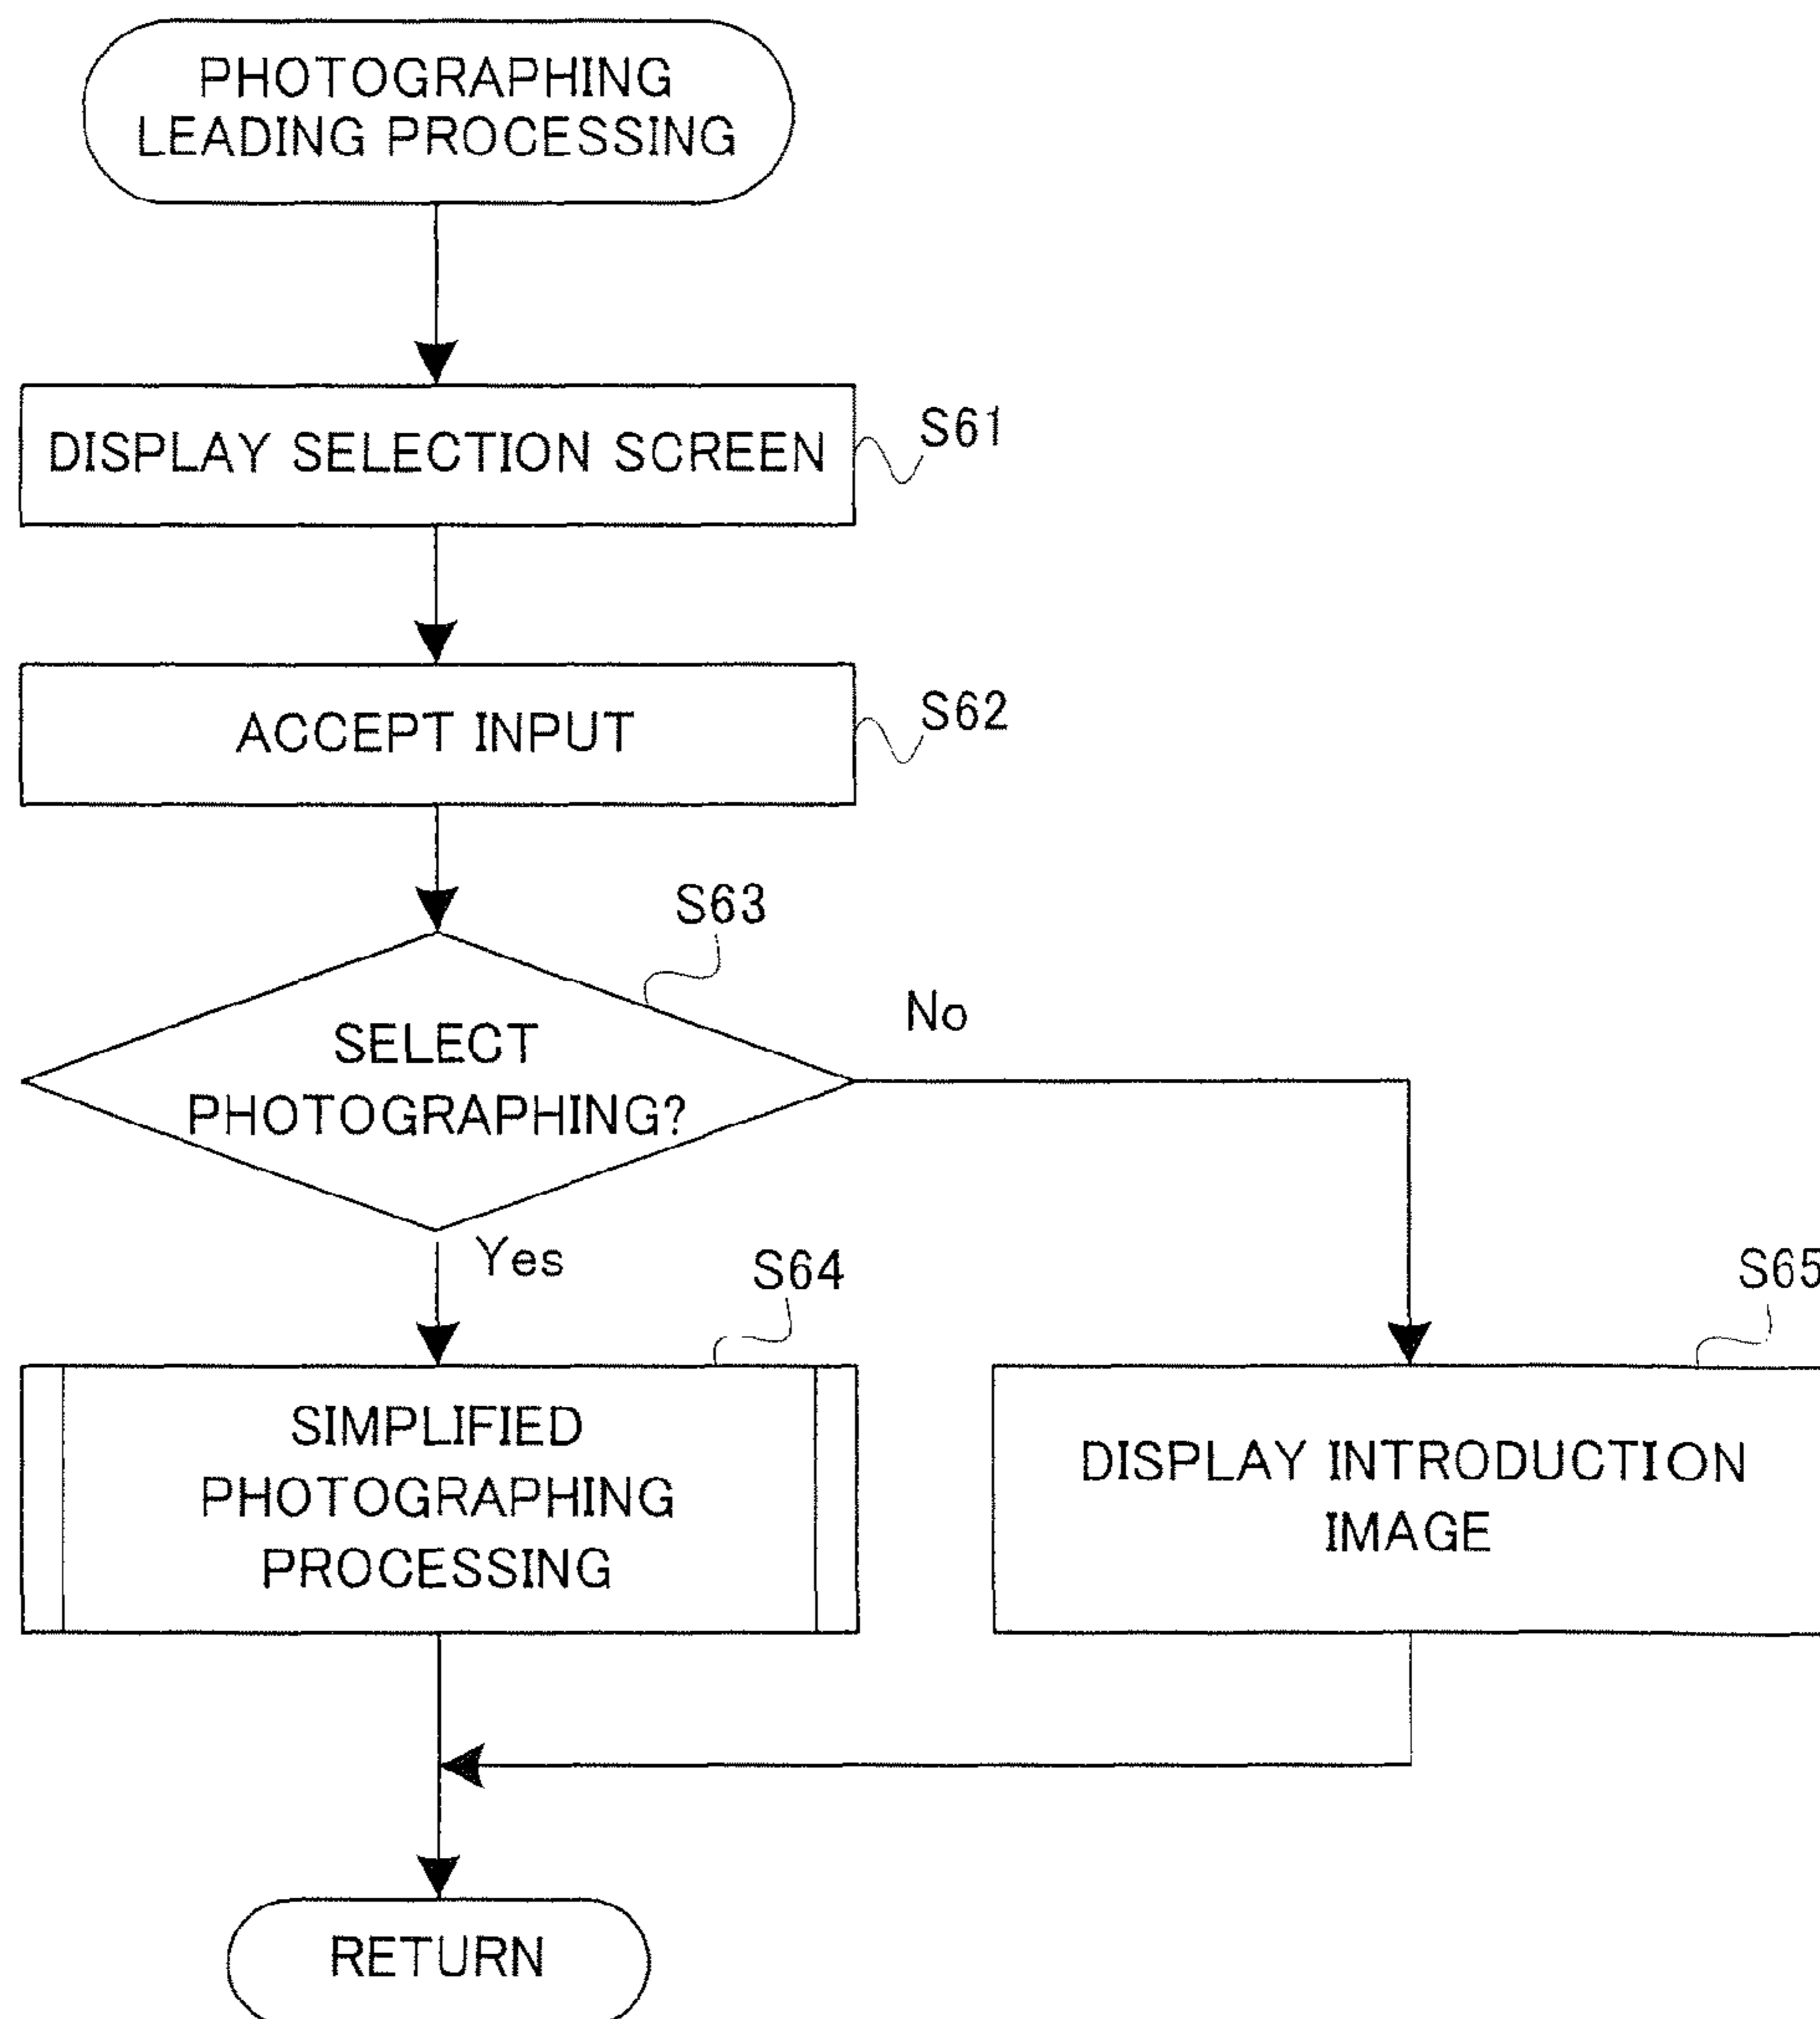 PHOTOGRAPHING
LEADING PROCESSING
DISPLAY SELECTION SCREEN
S61
ACCEPT INPUT
S62
S63
SELECT
PHOTOGRAPHING?
No
Yes
S64
SIMPLIFIED
PHOTOGRAPHING
PROCESSING
S65
DISPLAY INTRODUCTION
IMAGE
RETURN